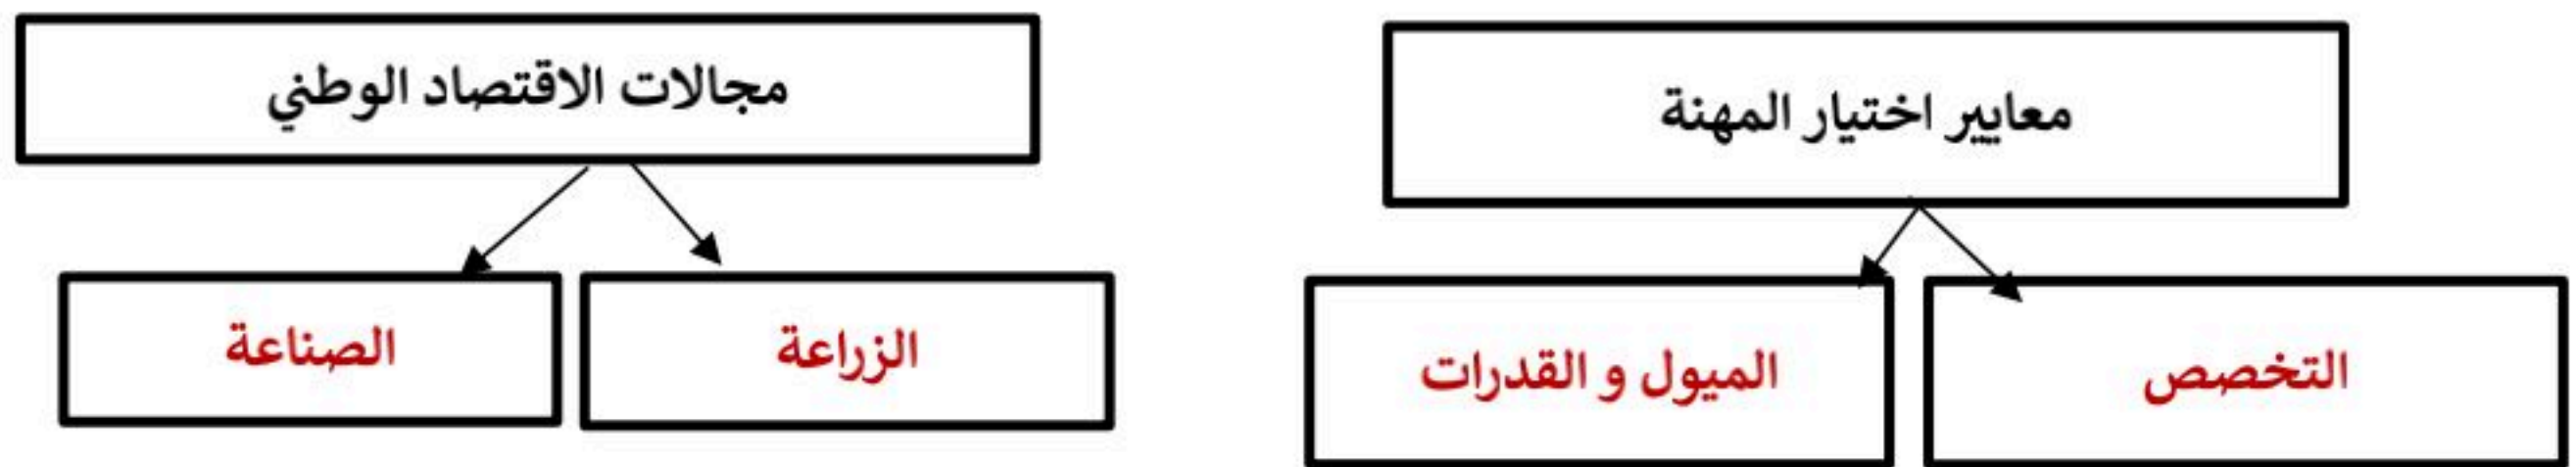 معايير اختيار المهنة
التخصص
الميول و القدرات
مجالات الاقتصاد الوطني
الزراعة
الصناعة